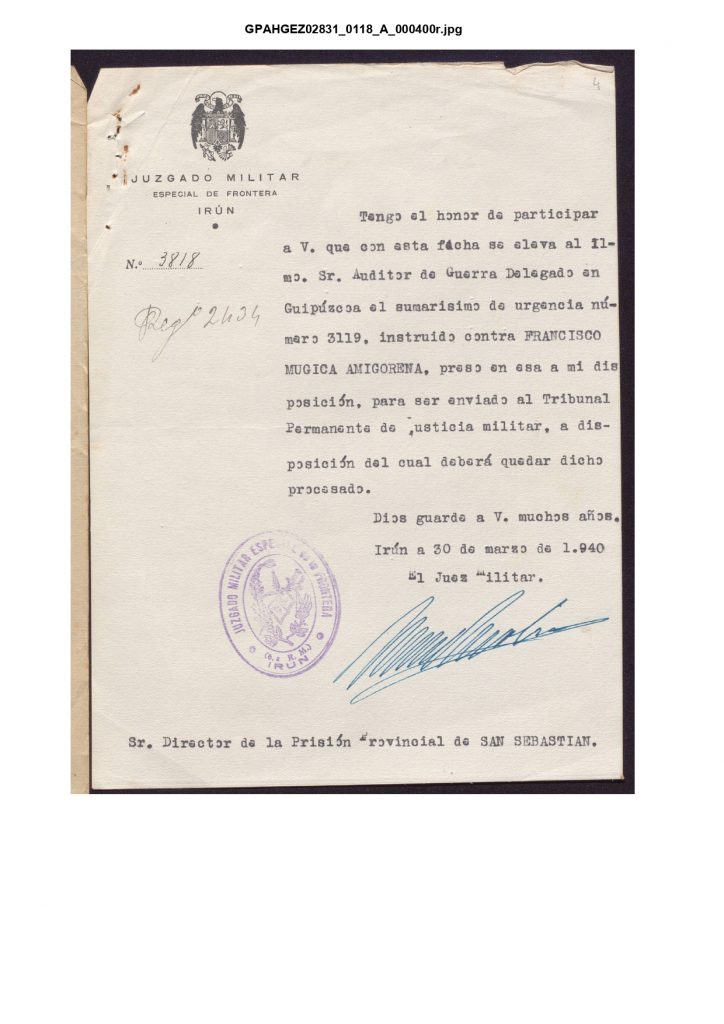 GPAHGEZ02831_0118_A_000400r.jpg
4
JUZGADO MILITAR
ESPECIAL DE FRONTERA
IRÚN
N.º 3818
Regº 2434
Tengo el honor de participar
a V. que con esta fecha se eleva al Il-
mo. Sr. Auditor de Guerra Delegado en
Guipúzcoa el sumarisimo de urgencia nú-
mero 3119, instruido contra FRANCISCO
MUGICA AMIGORENA, preso en esa a mi dis
posición, para ser enviado al Tribunal
Permanente de justicia militar, a dis-
posición del cual deberá quedar dicho
procesado.
Dios guarde a V. muchos años.
Irún a 30 de marzo de 1.940
El Juez Militar.
JUZGADO MILITAR ESPECIAL DE LA FRONTERA
(6.a R. M.)
IRÚN
Sr. Director de la Prisión Provincial de SAN SEBASTIAN.